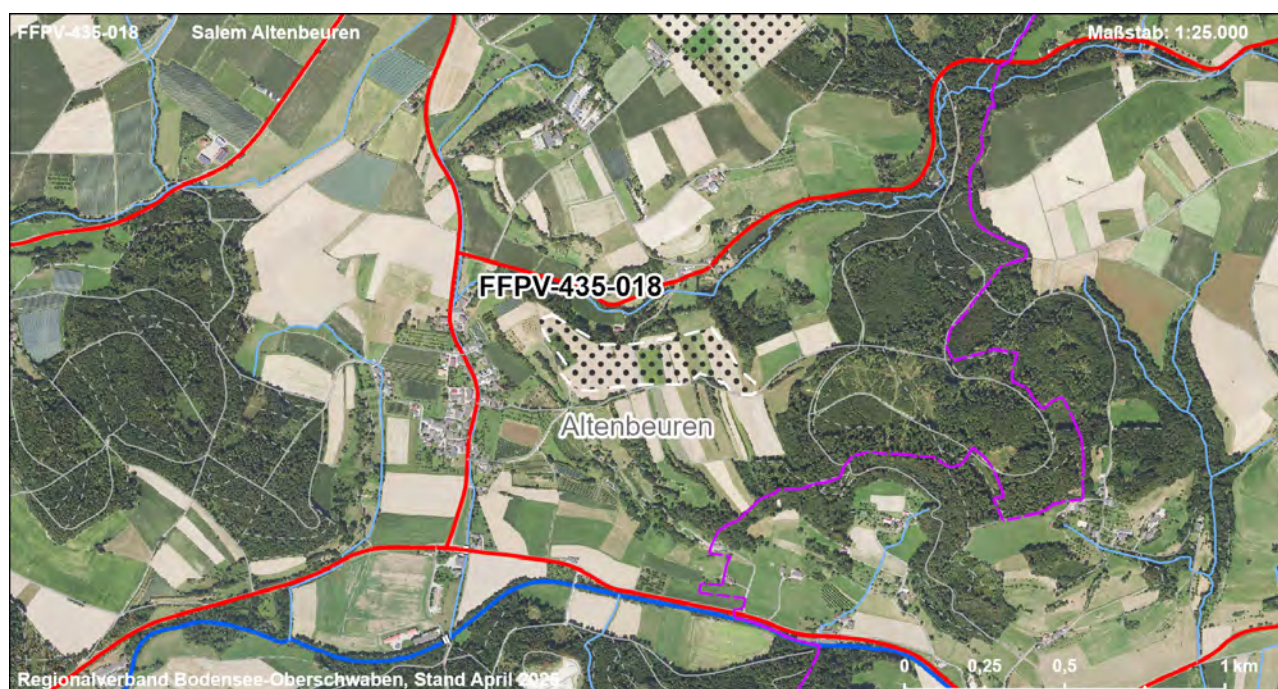 FFPV-435-018 Salem Altenbeuren Maßstab: 1:25.000
FFPV-435-018
Altenbeuren
0 0,25 0,5 1 km
Regionalverband Bodensee-Oberschwaben, Stand April 2025